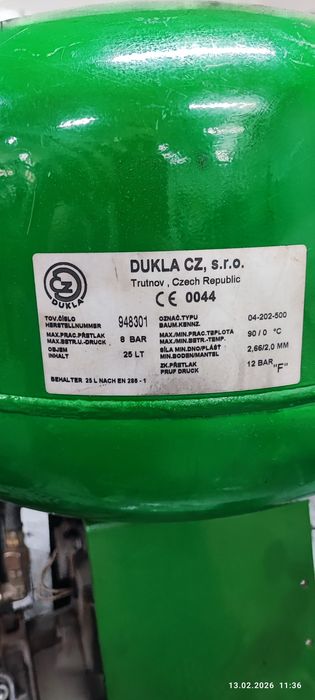 CZ
DUKLA
DUKLA CZ, s.r.o.
Trutnov , Czech Republic
CE 0044
TOV.ČÍSLO
HERSTELLNUMMER 948301
MAX.PRAC.PŘETLAK
MAX.BETR.U.-DRUCK 8 BAR
OBJEM
INHALT 25 LT
OZNAČ.TYPU
BAUM.KENNZ. 04-202-500
MAX./MIN.PRAC.TEPLOTA
MAX./MIN.BETR.-TEMP. 90 / 0 °C
SÍLA MIN.DNO/PLÁŠŤ
MIN.BODEN/MANTEL 2,66/2,0 MM
ZK.PŘETLAK
PRUF DRUCK 12 BAR "F"
BEHALTER 25 L NACH EN 286 - 1
13.02.2026 11:36